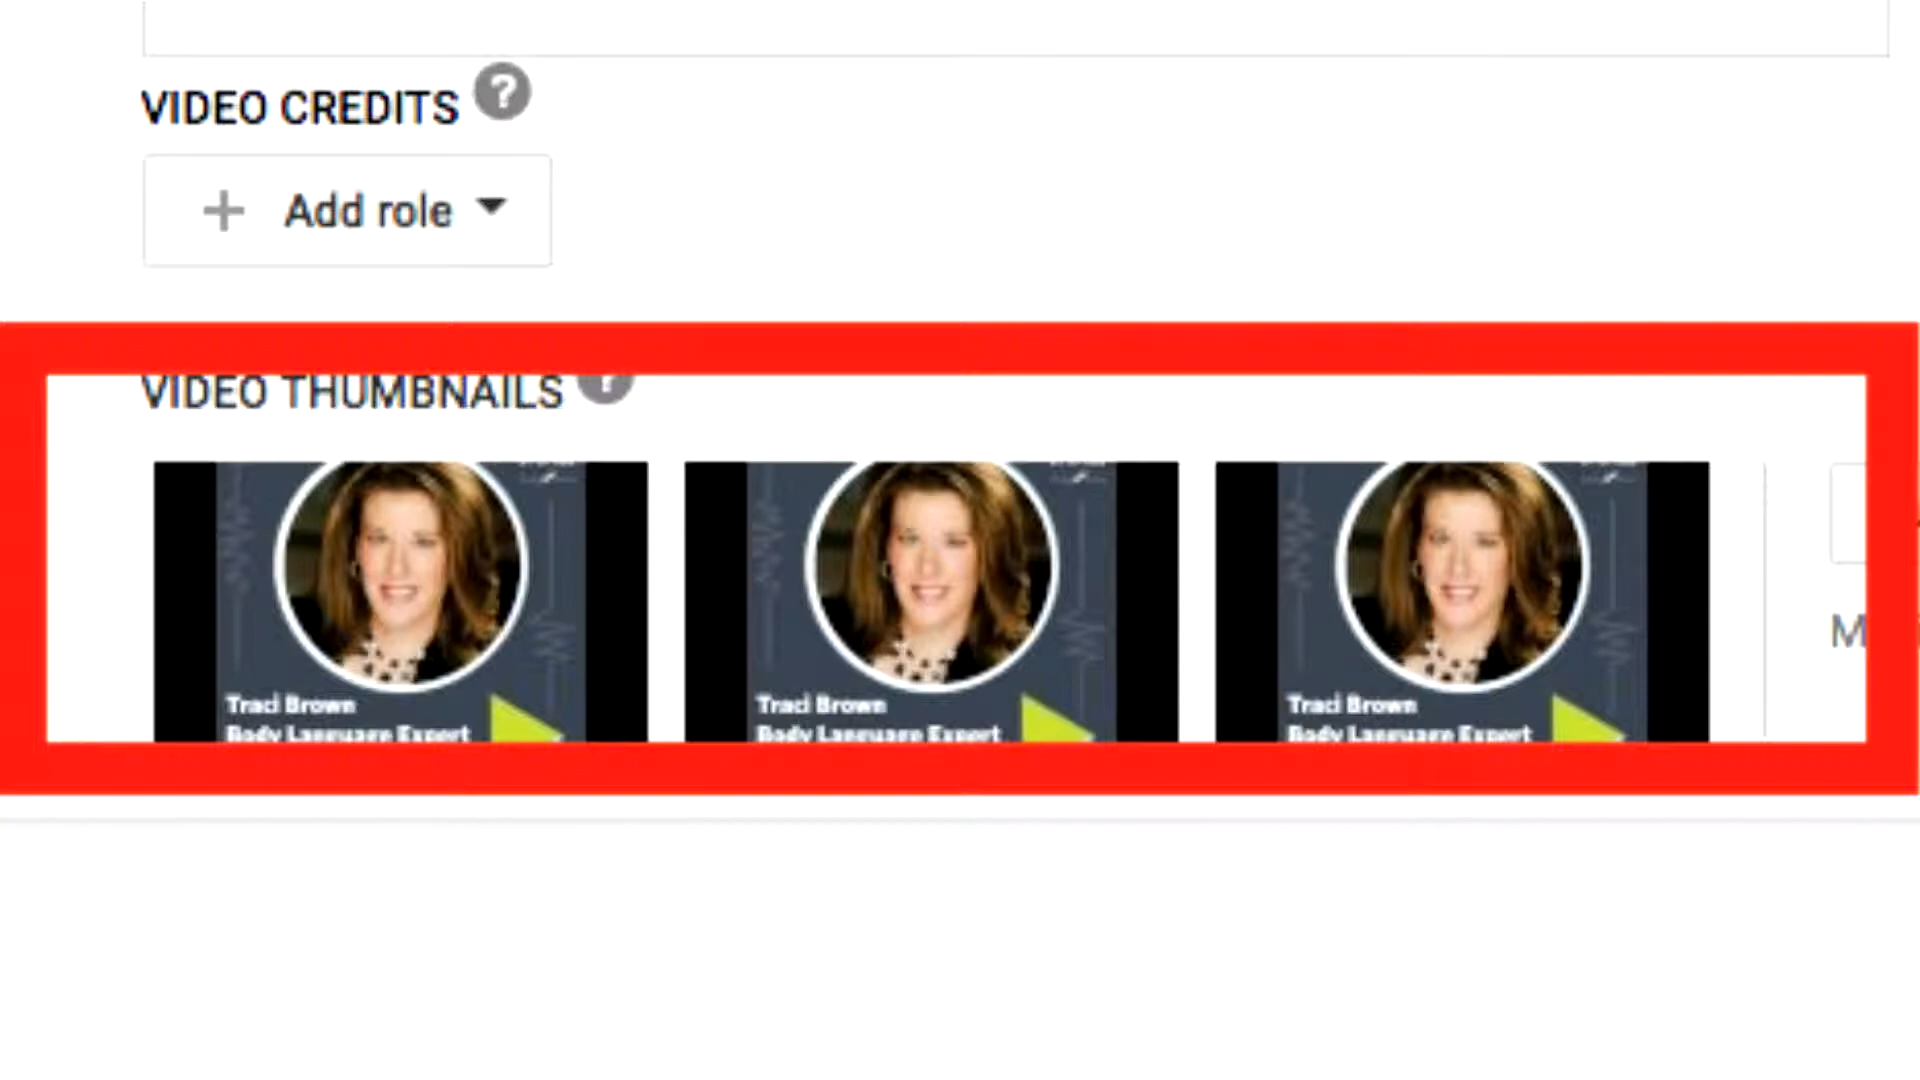 VIDEO CREDITS ?
+ Add role
VIDEO THUMBNAILS ?
Traci Brown
Body Language Expert
Traci Brown
Body Language Expert
Traci Brown
Body Language Expert
M